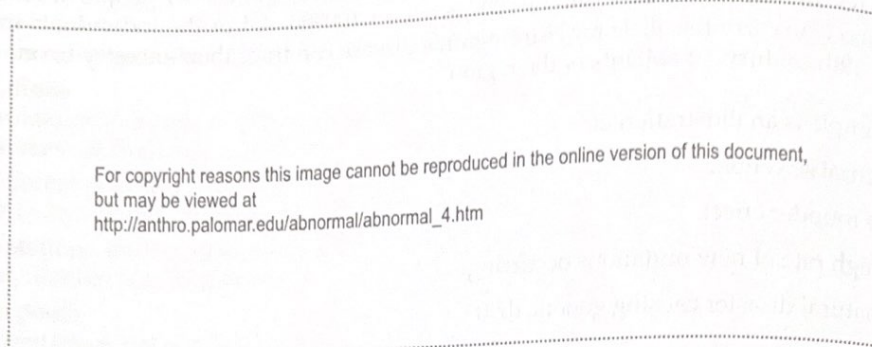 For copyright reasons this image cannot be reproduced in the online version of this document,
but may be viewed at
http://anthro.palomar.edu/abnormal/abnormal_4.htm